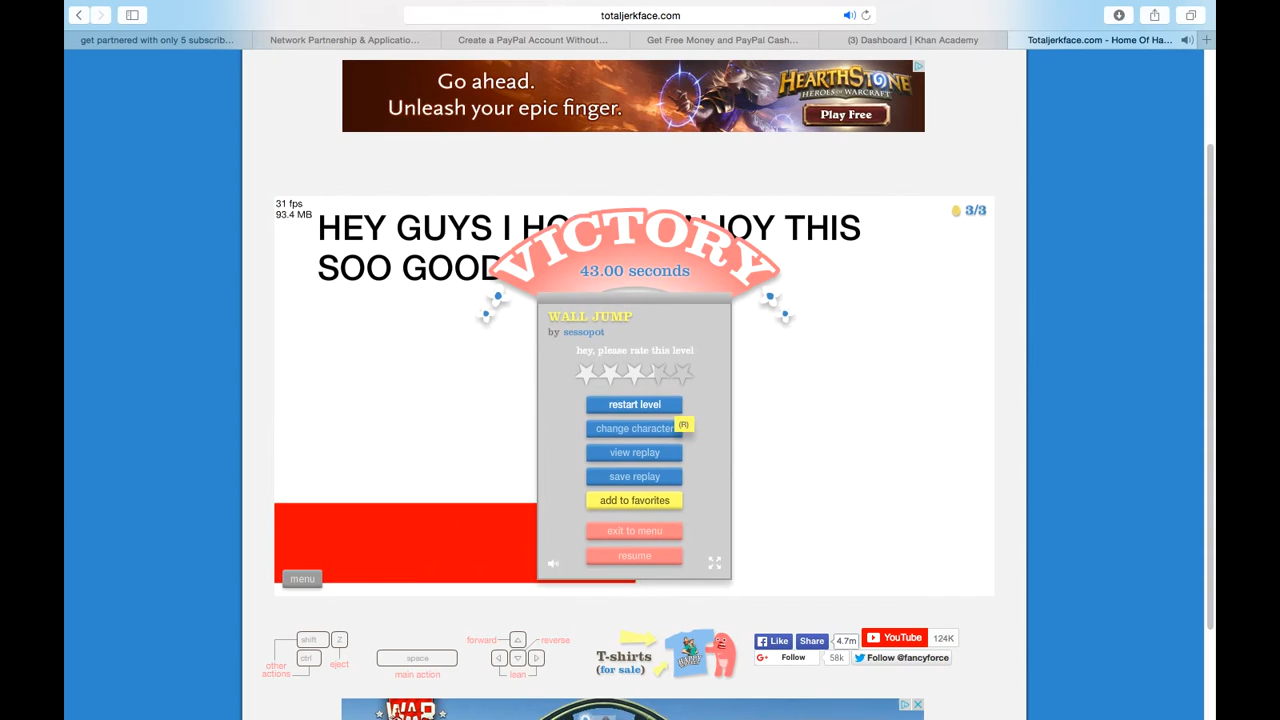 totaljerkface.com
get partnered with only 5 subscrib...
Network Partnership & Applicatio...
Create a PayPal Account Without...
Get Free Money and PayPal Cash...
(3) Dashboard | Khan Academy
Totaljerkface.com - Home Of Ha...
Go ahead.
Unleash your epic finger.
HEARTHSTONE
HEROES OF WARCRAFT
Play Free
31 fps
93.4 MB
3/3
HEY GUYS I JOY THIS
SOO GOOD
VICTORY
43.00 seconds
WALL JUMP
by sessopot
hey, please rate this level
restart level
change character
(R)
view replay
save replay
add to favorites
exit to menu
resume
menu
shift
Z
ctrl
eject
other
actions
space
main action
forward
reverse
lean
T-shirts
(for sale)
Like
Share
4.7m
YouTube
124K
Follow
58k
Follow @fancyforce
WAR